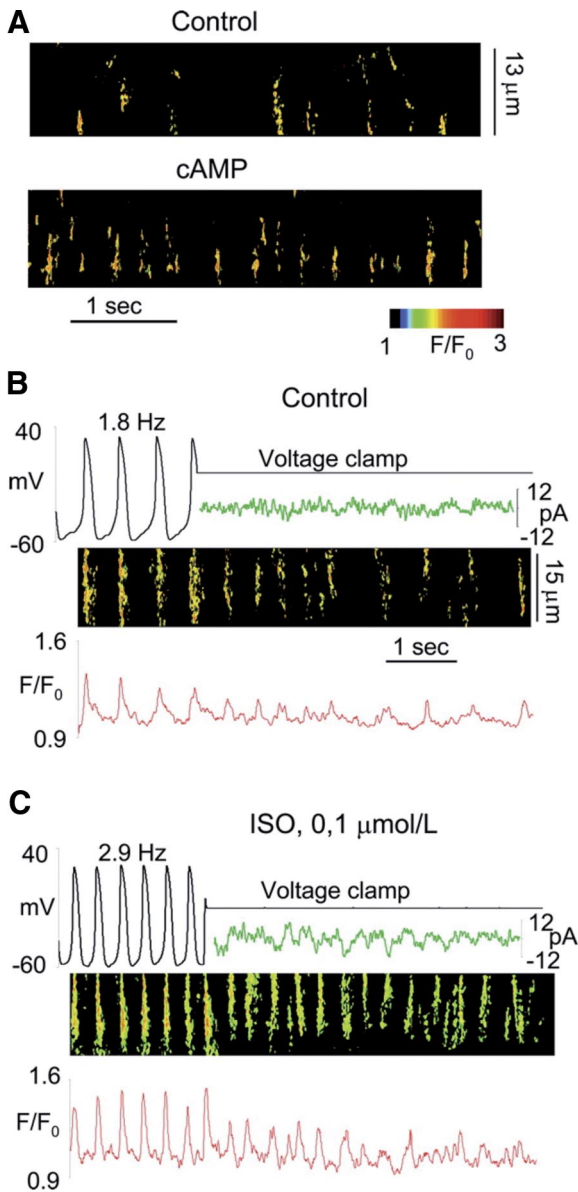 A
Control
13 μm
cAMP
1 sec
1 F/F0 3
B
Control
40
1.8 Hz
mV
Voltage clamp
12
pA
-12
-60
15 μm
1.6
1 sec
F/F0
0.9
C
ISO, 0,1 μmol/L
40
2.9 Hz
mV
Voltage clamp
12
pA
-12
-60
1.6
F/F0
0.9